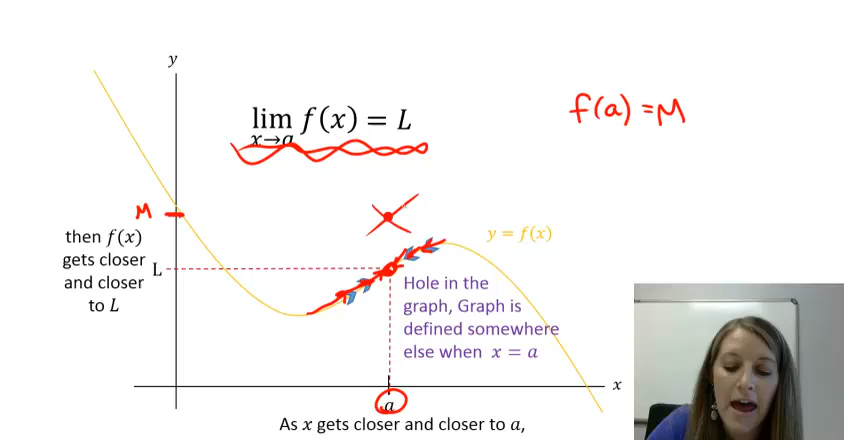 y
lim f(x) = L
x→a
f(a) = M
M
y = f(x)
then f(x)
gets closer
and closer
to L
L
Hole in the
graph, Graph is
defined somewhere
else when x = a
x
a
As x gets closer and closer to a,